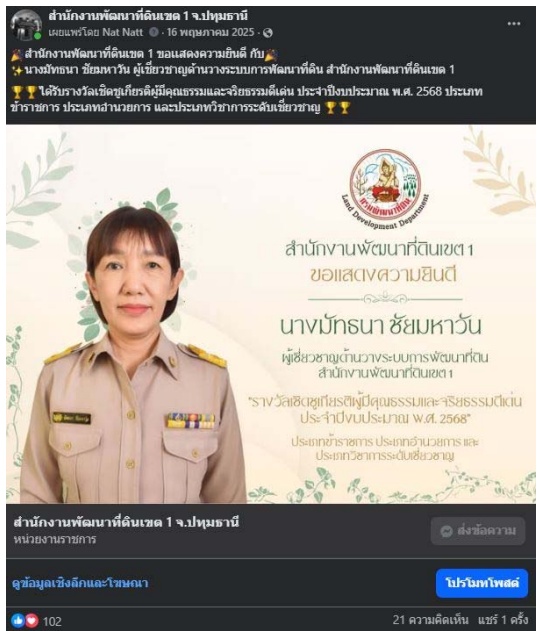 สำนักงานพัฒนาที่ดินเขต 1 จ.ปทุมธานี
เผยแพร่โดย Nat Natt · 16 พฤษภาคม 2025 ·
สำนักงานพัฒนาที่ดินเขต 1 ขอแสดงความยินดี กับ
นางมัทธนา ชัยมหาวัน ผู้เชี่ยวชาญด้านวางระบบการพัฒนาที่ดิน สำนักงานพัฒนาที่ดินเขต 1
ได้รับรางวัลเชิดชูเกียรติผู้มีคุณธรรมและจริยธรรมดีเด่น ประจำปีงบประมาณ พ.ศ. 2568 ประเภท
ข้าราชการ ประเภทอำนวยการ และประเภทวิชาการระดับเชี่ยวชาญ
กรมพัฒนาที่ดิน
Land Development Department
สำนักงานพัฒนาที่ดินเขต 1
ขอแสดงความยินดี
นางมัทธนา ชัยมหาวัน
ผู้เชี่ยวชาญด้านวางระบบการพัฒนาที่ดิน
สำนักงานพัฒนาที่ดินเขต 1
"รางวัลเชิดชูเกียรติผู้มีคุณธรรมและจริยธรรมดีเด่น
ประจำปีงบประมาณ พ.ศ. 2568"
ประเภทข้าราชการ ประเภทอำนวยการ และ
ประเภทวิชาการระดับเชี่ยวชาญ
สำนักงานพัฒนาที่ดินเขต 1 จ.ปทุมธานี
หน่วยงานราชการ
ส่งข้อความ
ดูข้อมูลเชิงลึกและโฆษณา
โปรโมทโพสต์
102
21 ความคิดเห็น แชร์ 1 ครั้ง